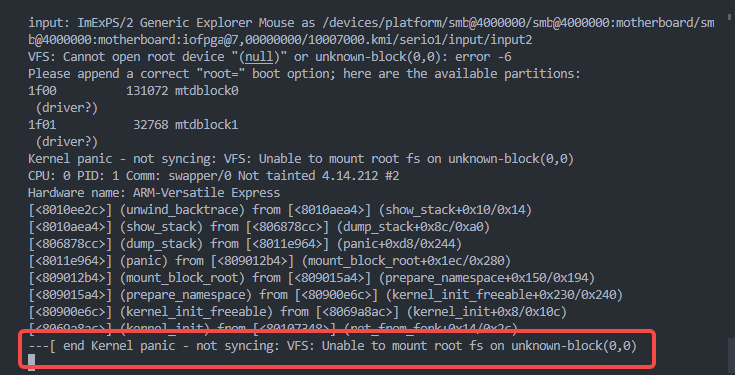 input: ImExPS/2 Generic Explorer Mouse as /devices/platform/smb@4000000/smb@4000000:motherboard/sm
b@4000000:motherboard:iofpga@7,00000000/10007000.kmi/serio1/input/input2
VFS: Cannot open root device "(null)" or unknown-block(0,0): error -6
Please append a correct "root=" boot option; here are the available partitions:
1f00          131072 mtdblock0
 (driver?)
1f01           32768 mtdblock1
 (driver?)
Kernel panic - not syncing: VFS: Unable to mount root fs on unknown-block(0,0)
CPU: 0 PID: 1 Comm: swapper/0 Not tainted 4.14.212 #2
Hardware name: ARM-Versatile Express
[<8010ee2c>] (unwind_backtrace) from [<8010aea4>] (show_stack+0x10/0x14)
[<8010aea4>] (show_stack) from [<806878cc>] (dump_stack+0x8c/0xa0)
[<806878cc>] (dump_stack) from [<8011e964>] (panic+0xd8/0x244)
[<8011e964>] (panic) from [<809012b4>] (mount_block_root+0x1ec/0x280)
[<809012b4>] (mount_block_root) from [<809015a4>] (prepare_namespace+0x150/0x194)
[<809015a4>] (prepare_namespace) from [<80900e6c>] (kernel_init_freeable+0x230/0x240)
[<80900e6c>] (kernel_init_freeable) from [<8069a8ac>] (kernel_init+0x8/0x10c)
[<8069a8ac>] (kernel_init) from [<80107348>] (ret_from_fork+0x14/0x2c)
---[ end Kernel panic - not syncing: VFS: Unable to mount root fs on unknown-block(0,0)